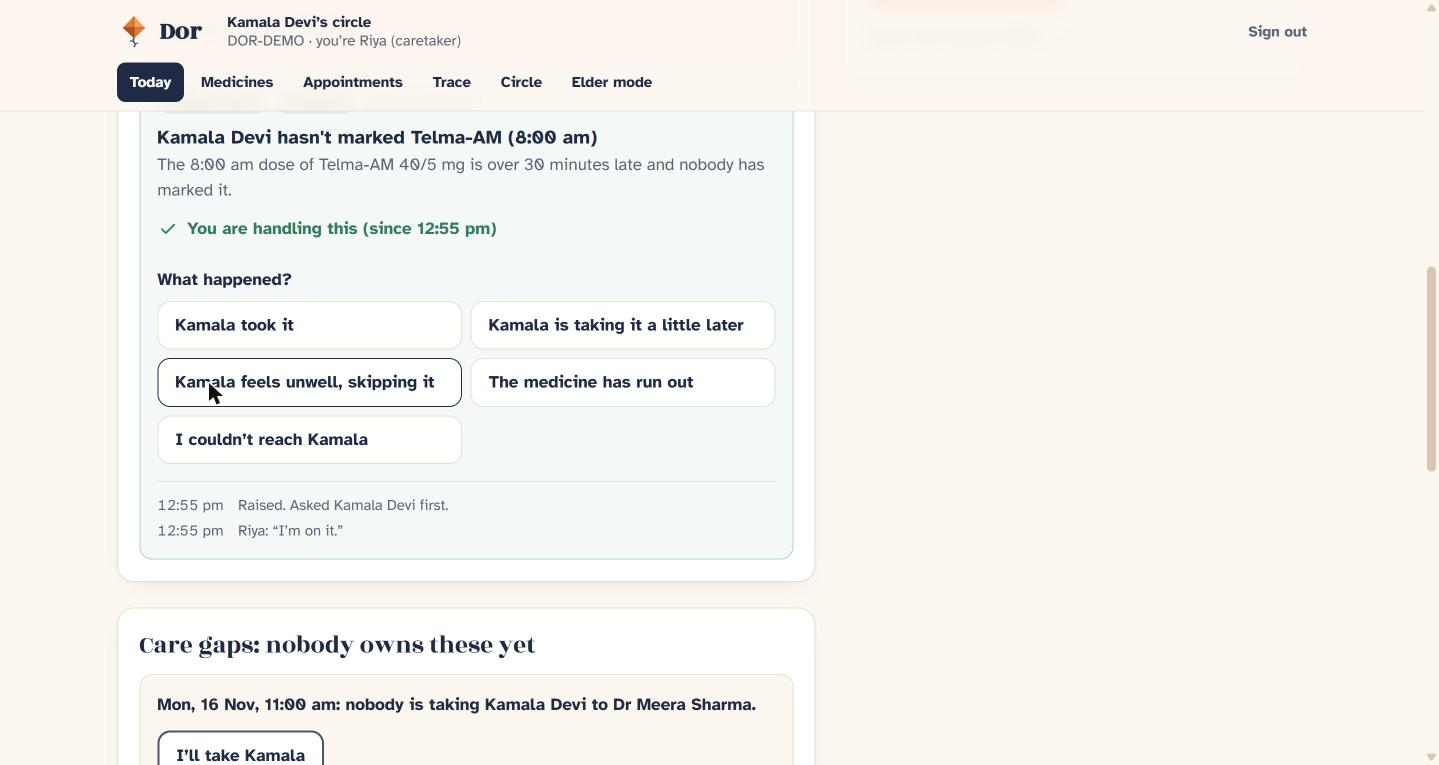 Dor
Kamala Devi’s circle
DOR-DEMO · you’re Riya (caretaker)
Sign out
Today
Medicines
Appointments
Trace
Circle
Elder mode
Kamala Devi hasn't marked Telma-AM (8:00 am)
The 8:00 am dose of Telma-AM 40/5 mg is over 30 minutes late and nobody has
marked it.
You are handling this (since 12:55 pm)
What happened?
Kamala took it
Kamala is taking it a little later
Kamala feels unwell, skipping it
The medicine has run out
I couldn’t reach Kamala
12:55 pm Raised. Asked Kamala Devi first.
12:55 pm Riya: “I’m on it.”
Care gaps: nobody owns these yet
Mon, 16 Nov, 11:00 am: nobody is taking Kamala Devi to Dr Meera Sharma.
I’ll take Kamala